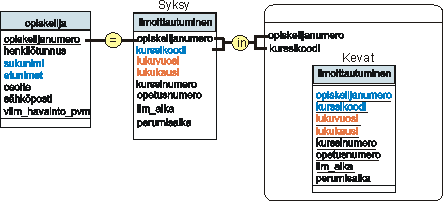 Syksy
opiskelija
ilmoittautuminen
opiskelijanumero
henkilötunnus
sukunimi
etunimet
osoite
sähköposti
viim_havainto_pvm
=
opiskelijanumero
kurssikoodi
lukuvuosi
lukukausi
kurssinumero
opetusnumero
ilm_aika
perumisaika
in
opiskelijanumero
kurssikoodi
Kevat
ilmoittautuminen
opiskelijanumero
kurssikoodi
lukuvuosi
lukukausi
kurssinumero
opetusnumero
ilm_aika
perumisaika